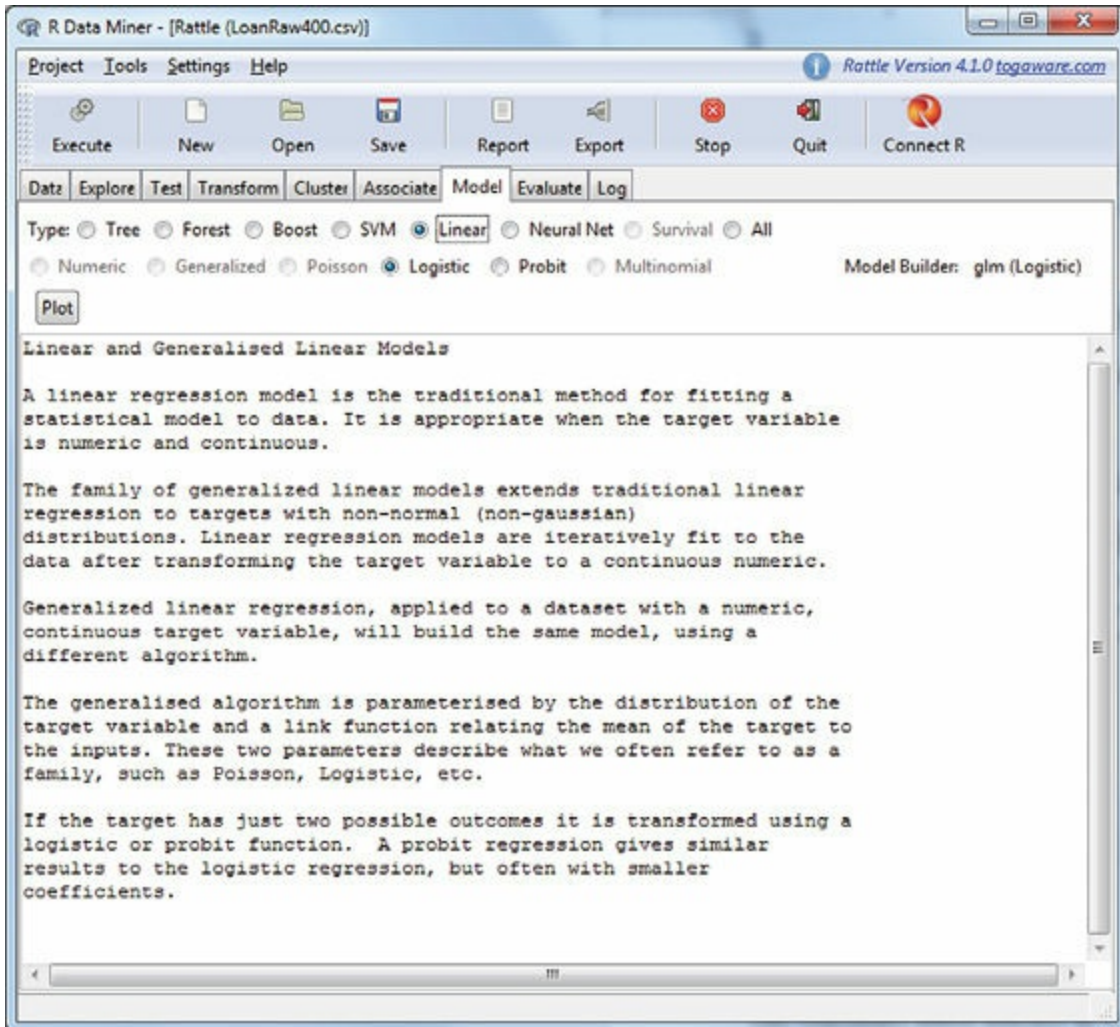 R Data Miner - [Rattle (LoanRaw400.csv)]
Project Tools Settings Help Rattle Version 4.1.0 togaware.com
Execute New Open Save Report Export Stop Quit Connect R
Data Explore Test Transform Cluster Associate Model Evaluate Log
Type: Tree Forest Boost SVM Linear Neural Net Survival All
Numeric Generalized Poisson Logistic Probit Multinomial Model Builder: glm (Logistic)
Plot
Linear and Generalised Linear Models
A linear regression model is the traditional method for fitting a
statistical model to data. It is appropriate when the target variable
is numeric and continuous.
The family of generalized linear models extends traditional linear
regression to targets with non-normal (non-gaussian)
distributions. Linear regression models are iteratively fit to the
data after transforming the target variable to a continuous numeric.
Generalized linear regression, applied to a dataset with a numeric,
continuous target variable, will build the same model, using a
different algorithm.
The generalised algorithm is parameterised by the distribution of the
target variable and a link function relating the mean of the target to
the inputs. These two parameters describe what we often refer to as a
family, such as Poisson, Logistic, etc.
If the target has just two possible outcomes it is transformed using a
logistic or probit function. A probit regression gives similar
results to the logistic regression, but often with smaller
coefficients.